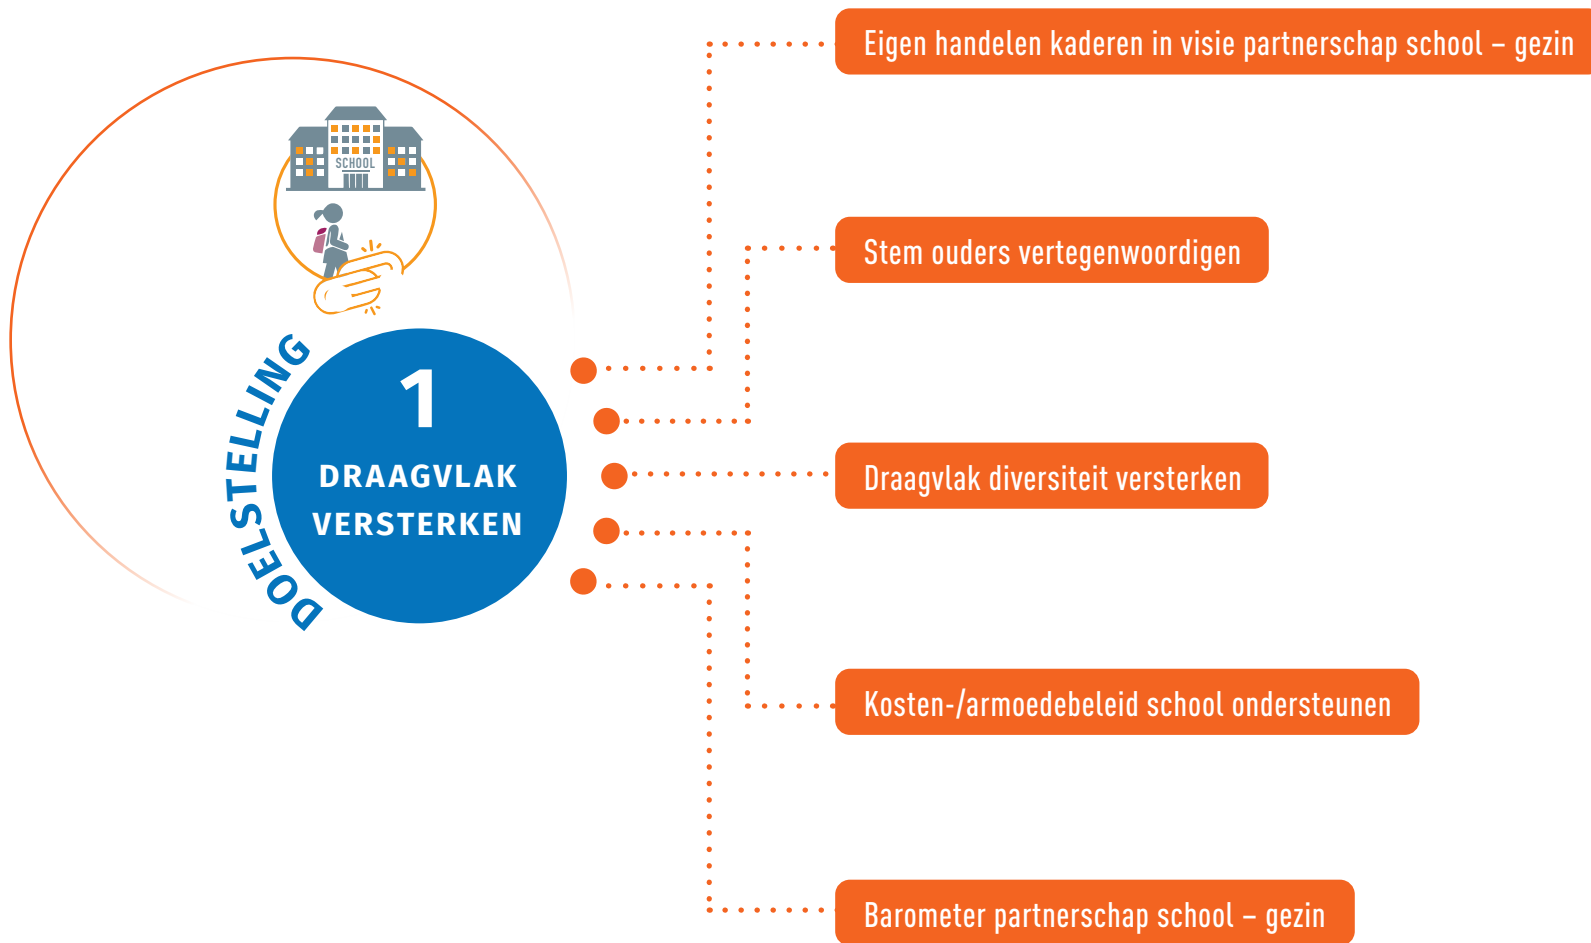 SCHOOL
DOELSTELLING
1
DRAAGVLAK
VERSTERKEN
Eigen handelen kaderen in visie partnerschap school – gezin
Stem ouders vertegenwoordigen
Draagvlak diversiteit versterken
Kosten-/armoedebeleid school ondersteunen
Barometer partnerschap school – gezin